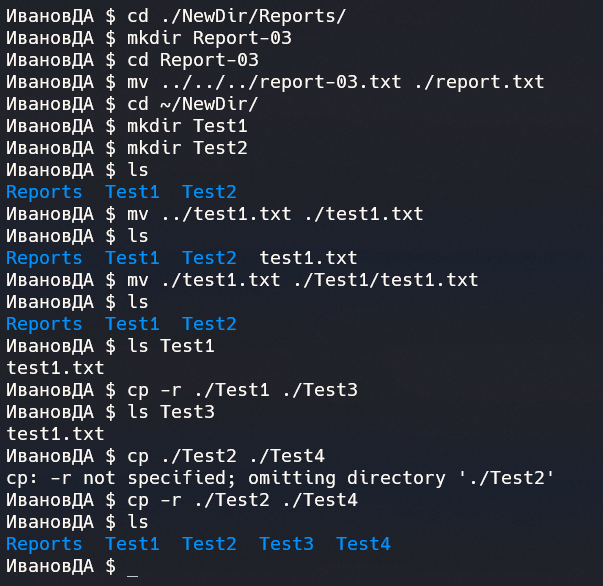 ИвановДА $ cd ./NewDir/Reports/
ИвановДА $ mkdir Report-03
ИвановДА $ cd Report-03
ИвановДА $ mv ../../../report-03.txt ./report.txt
ИвановДА $ cd ~/NewDir/
ИвановДА $ mkdir Test1
ИвановДА $ mkdir Test2
ИвановДА $ ls
Reports  Test1  Test2
ИвановДА $ mv ../test1.txt ./test1.txt
ИвановДА $ ls
Reports  Test1  Test2  test1.txt
ИвановДА $ mv ./test1.txt ./Test1/test1.txt
ИвановДА $ ls
Reports  Test1  Test2
ИвановДА $ ls Test1
test1.txt
ИвановДА $ cp -r ./Test1 ./Test3
ИвановДА $ ls Test3
test1.txt
ИвановДА $ cp ./Test2 ./Test4
cp: -r not specified; omitting directory './Test2'
ИвановДА $ cp -r ./Test2 ./Test4
ИвановДА $ ls
Reports  Test1  Test2  Test3  Test4
ИвановДА $ _